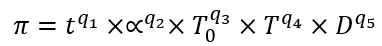 π = t^{q_1} × ∝^{q_2} × T_0^{q_3} × T^{q_4} × D^{q_5}